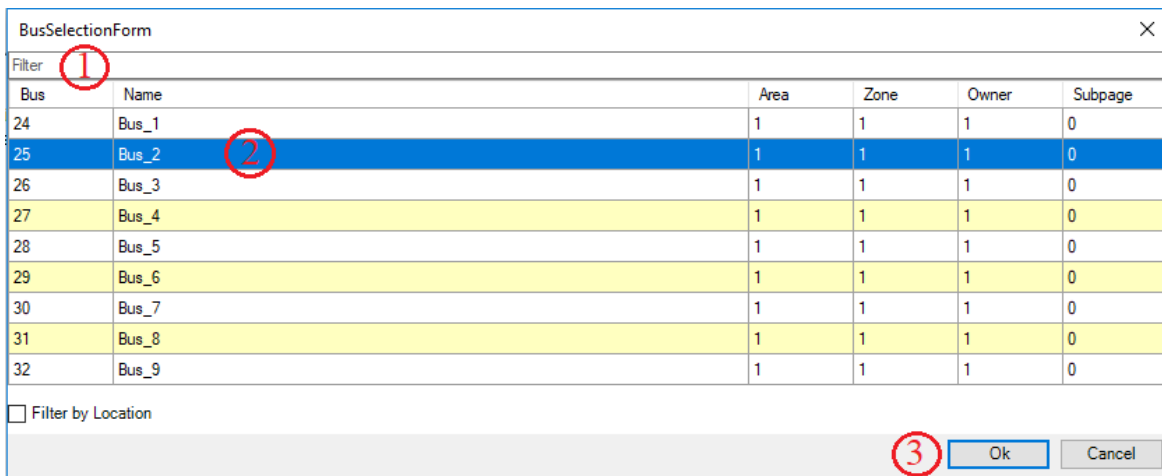 BusSelectionForm
Filter 1
Bus Name Area Zone Owner Subpage
24 Bus_1 1 1 1 0
25 Bus_2 2 1 1 1 0
26 Bus_3 1 1 1 0
27 Bus_4 1 1 1 0
28 Bus_5 1 1 1 0
29 Bus_6 1 1 1 0
30 Bus_7 1 1 1 0
31 Bus_8 1 1 1 0
32 Bus_9 1 1 1 0
Filter by Location
3 Ok Cancel